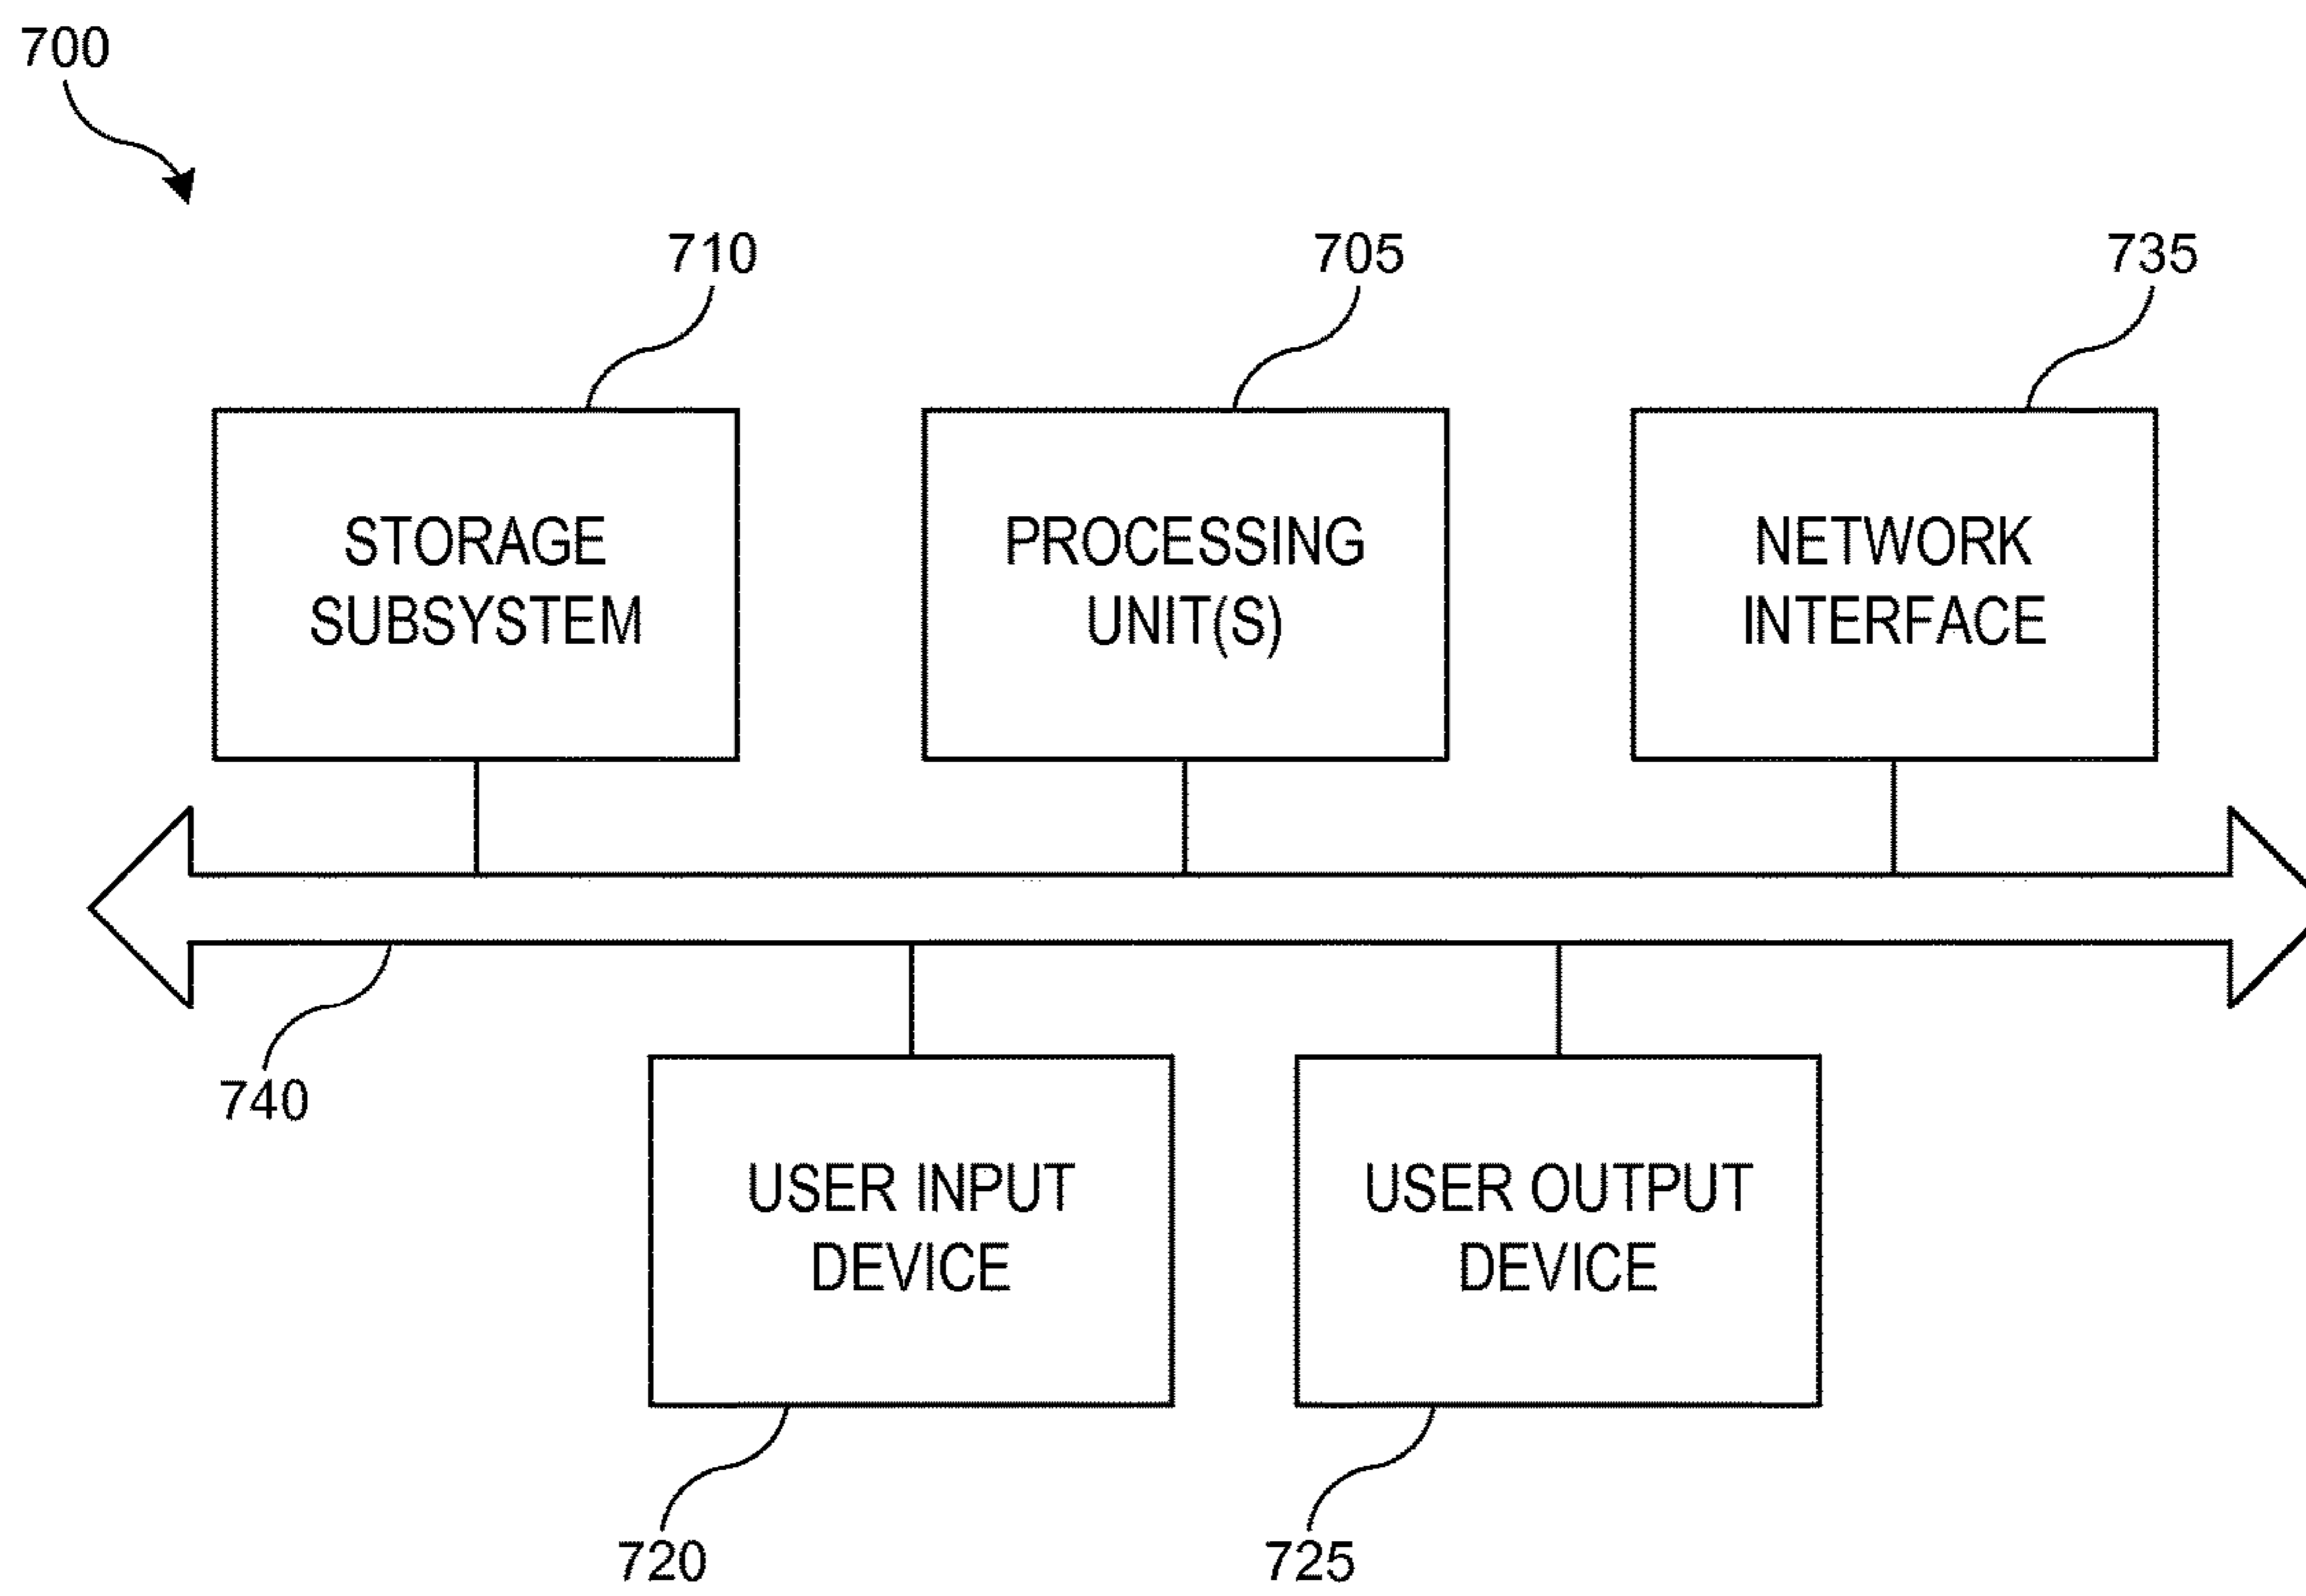 700
710
705
735
STORAGE
SUBSYSTEM
PROCESSING
UNIT(S)
NETWORK
INTERFACE
740
USER INPUT
DEVICE
USER OUTPUT
DEVICE
720
725